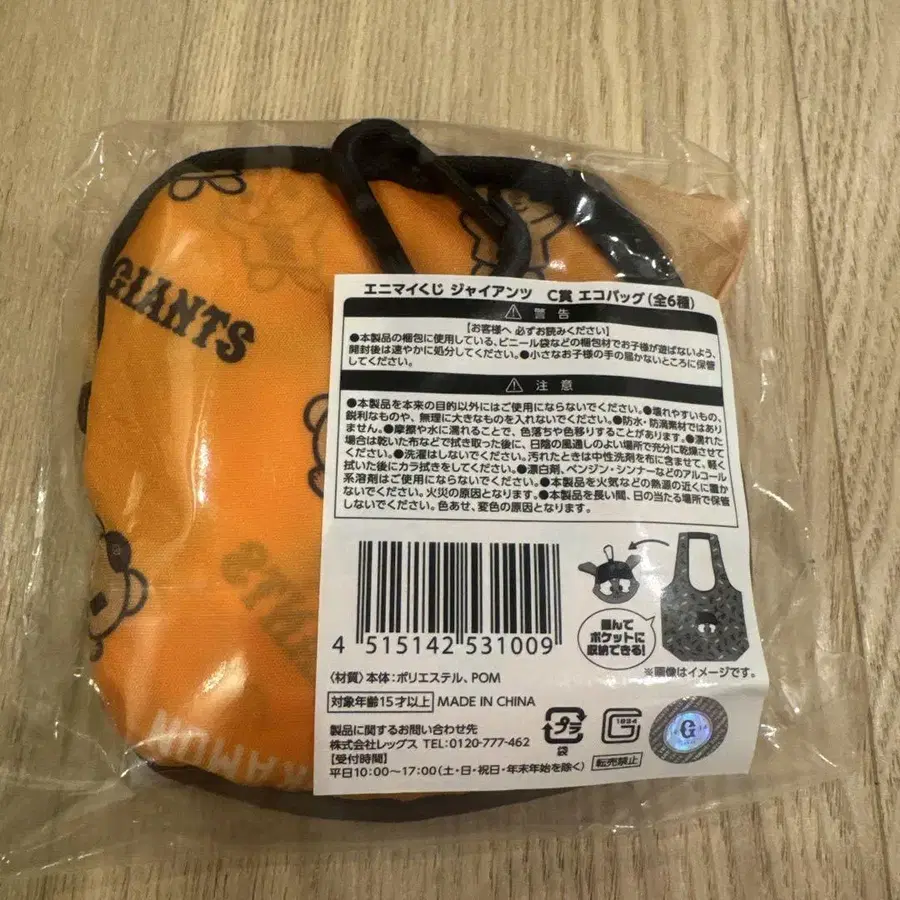 GIANTS
エニマイくじ ジャイアンツ C賞 エコバッグ(全6種)
警告
【お客様へ 必ずお読みください】
●本製品の梱包に使用している、ビニール袋などの梱包材でお子様が遊ばないよう、
開封後は速やかに処分してください。●小さなお子様の手の届かないところに保管
してください。
注意
●本製品を本来の目的以外にはご使用にならないでください。●壊れやすいもの、
鋭利なものや、無理に大きなものを入れないでください。●防水・防滴素材ではあり
ません。●摩擦や水に濡れることで、色落ちや色移りすることがあります。●濡れた
場合は乾いた布などで拭き取った後に、日陰の風通しのよい場所で充分に乾燥させて
ください。●洗濯はしないでください。汚れたときは中性洗剤を布に含ませて、軽く
拭いた後にカラ拭きをしてください。●漂白剤、ベンジン・シンナーなどのアルコール
系溶剤はご使用にならないでください。●本製品を火気などの熱温の近くに置か
ないでください。火災の原因となります。●本製品を長い間、日の当たる場所で保管
しないでください。色あせ、変色の原因となります。
4 515142 531009
畳んで
ポケットに
収納できる!
※画像はイメージです。
〈材質〉本体:ポリエステル、POM
対象年齢15才以上 MADE IN CHINA
製品に関するお問い合わせ先
株式会社レッグス TEL:0120-777-462
【受付時間】
平日10:00~17:00(土・日・祝日・年末年始を除く)
プラ
袋
G 1934
転売禁止
G